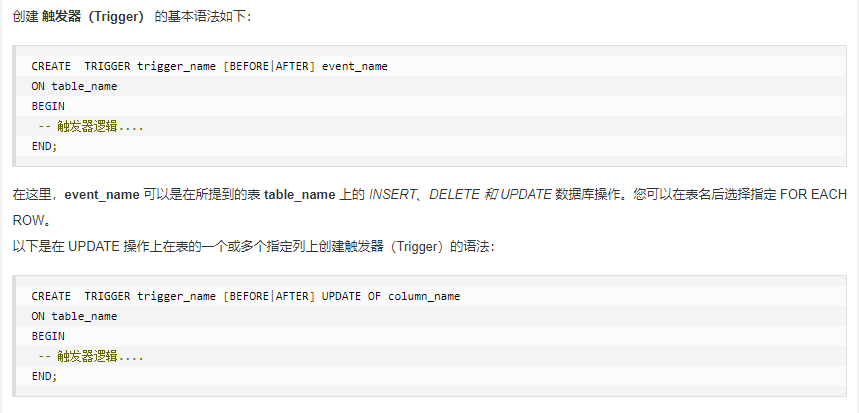 创建 触发器（Trigger） 的基本语法如下：
CREATE  TRIGGER trigger_name [BEFORE|AFTER] event_name
ON table_name
BEGIN
 -- 触发器逻辑....
END;
在这里，event_name 可以是在所提到的表 table_name 上的 INSERT、DELETE 和 UPDATE 数据库操作。您可以在表名后选择指定 FOR EACH
ROW。
以下是在 UPDATE 操作上在表的一个或多个指定列上创建触发器（Trigger）的语法：
CREATE  TRIGGER trigger_name [BEFORE|AFTER] UPDATE OF column_name
ON table_name
BEGIN
 -- 触发器逻辑....
END;